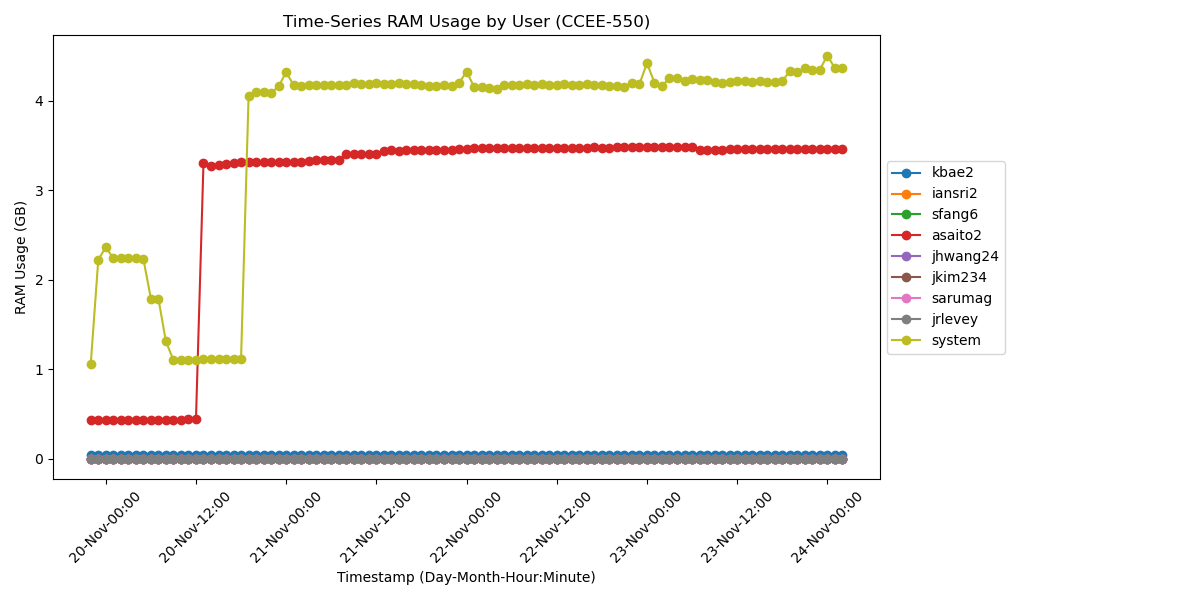 Time-Series RAM Usage by User (CCEE-550)
RAM Usage (GB)
4
3
2
1
0
20-Nov-00:00
20-Nov-12:00
21-Nov-00:00
21-Nov-12:00
22-Nov-00:00
22-Nov-12:00
23-Nov-00:00
23-Nov-12:00
24-Nov-00:00
Timestamp (Day-Month-Hour:Minute)
kbae2
iansri2
sfang6
asaito2
jhwang24
jkim234
sarumag
jrlevey
system